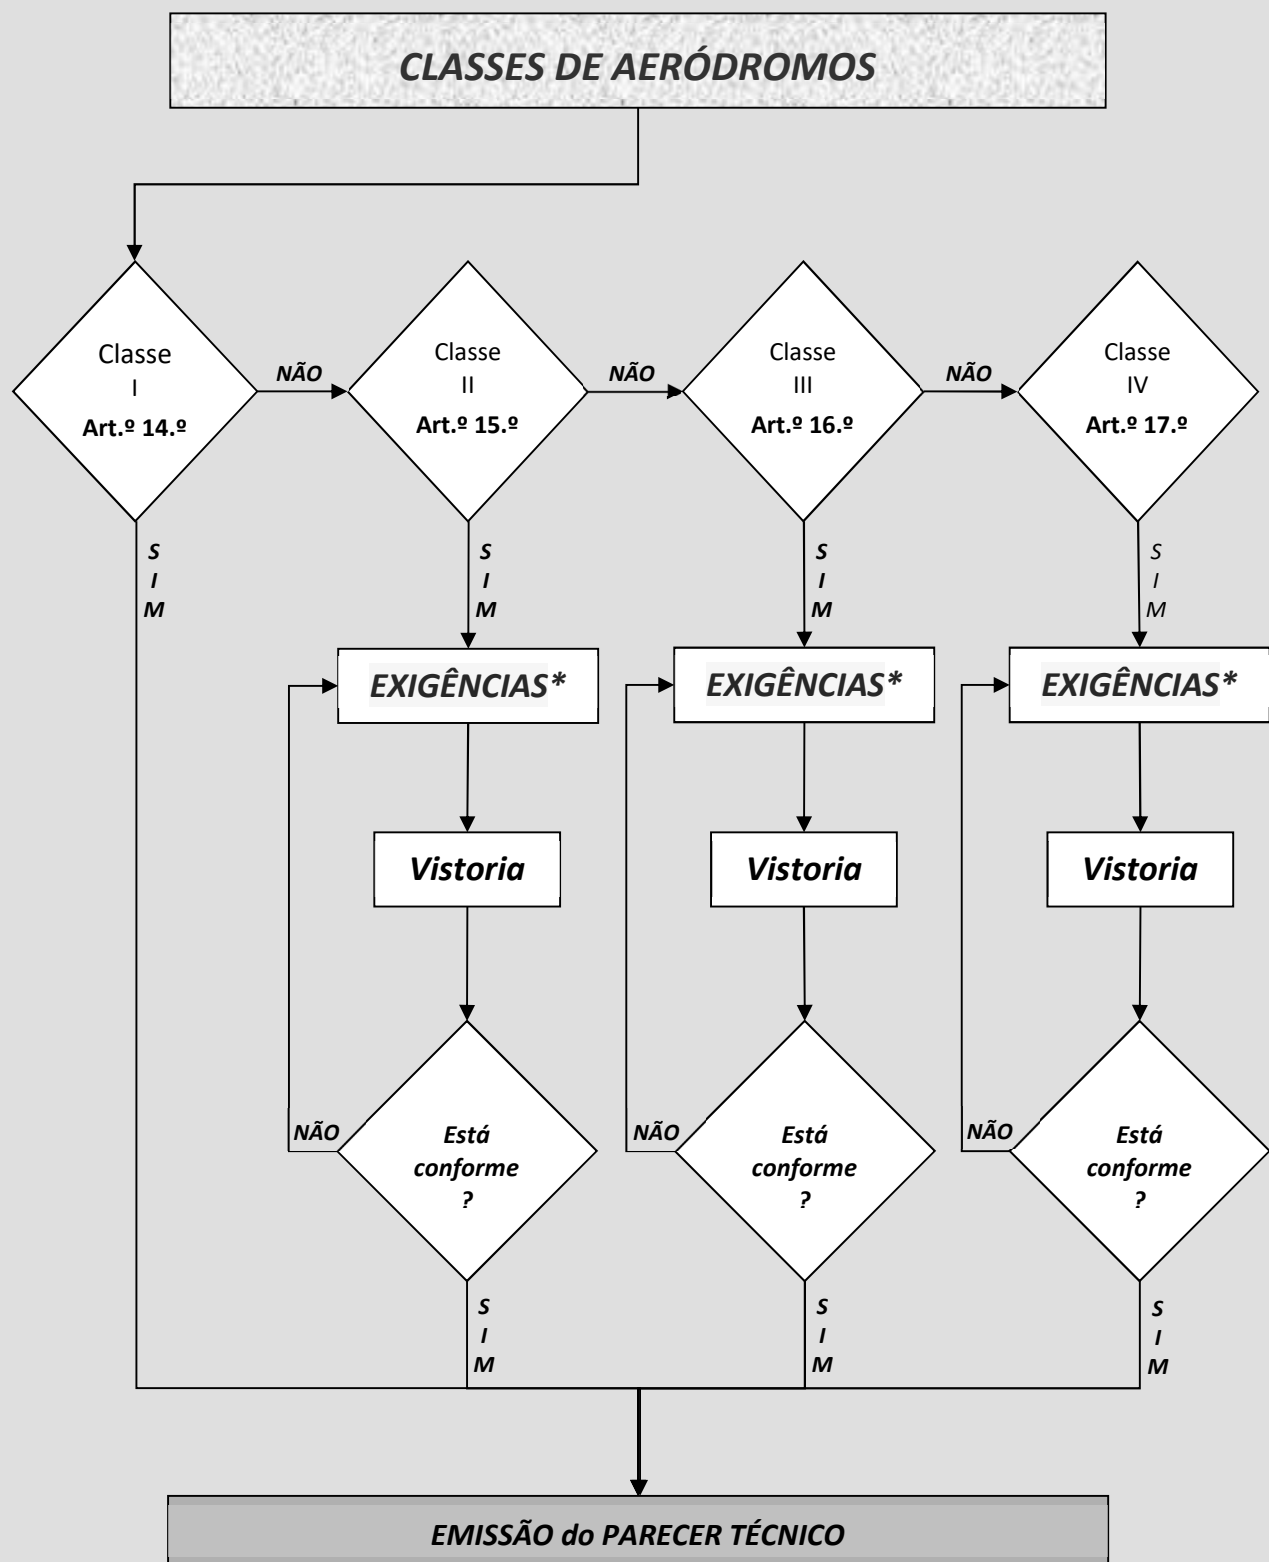 CLASSES DE AERÓDROMOS
Classe
I
Art.º 14.º
NÃO
Classe
II
Art.º 15.º
NÃO
Classe
III
Art.º 16.º
NÃO
Classe
IV
Art.º 17.º
S
I
M
S
I
M
S
I
M
S
I
M
EXIGÊNCIAS*
EXIGÊNCIAS*
EXIGÊNCIAS*
Vistoria
Vistoria
Vistoria
NÃO
Está
conforme
?
NÃO
Está
conforme
?
NÃO
Está
conforme
?
S
I
M
S
I
M
S
I
M
EMISSÃO do PARECER TÉCNICO